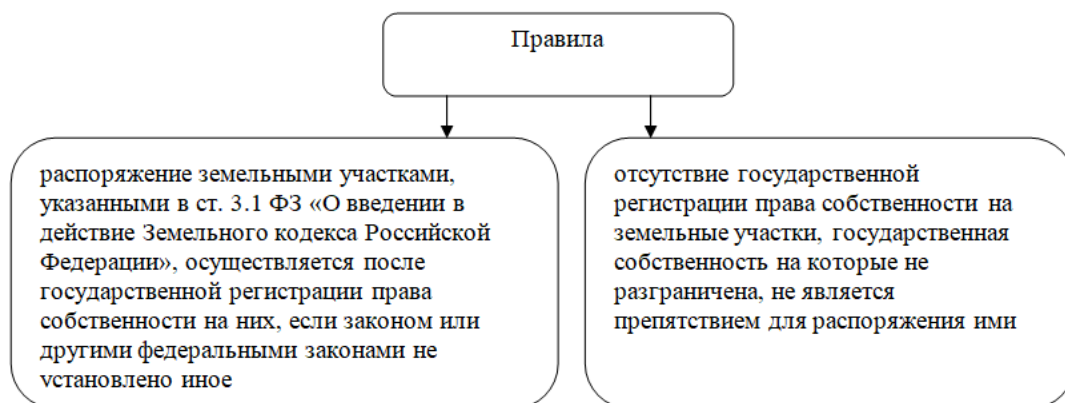 Правила
распоряжение земельными участками,
указанными в ст. 3.1 ФЗ «О введении в
действие Земельного кодекса Российской
Федерации», осуществляется после
государственной регистрации права
собственности на них, если законом или
другими федеральными законами не
установлено иное
отсутствие государственной
регистрации права собственности на
земельные участки, государственная
собственность на которые не
разграничена, не является
препятствием для распоряжения ими